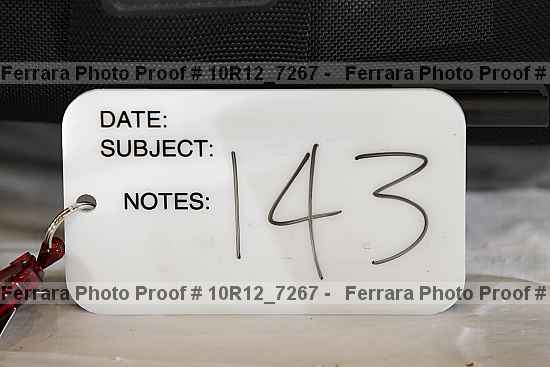 Ferrara Photo Proof # 10R12_7267 - Ferrara Photo Proof #
DATE:
SUBJECT:
NOTES:
143
Ferrara Photo Proof # 10R12_7267 - Ferrara Photo Proof #